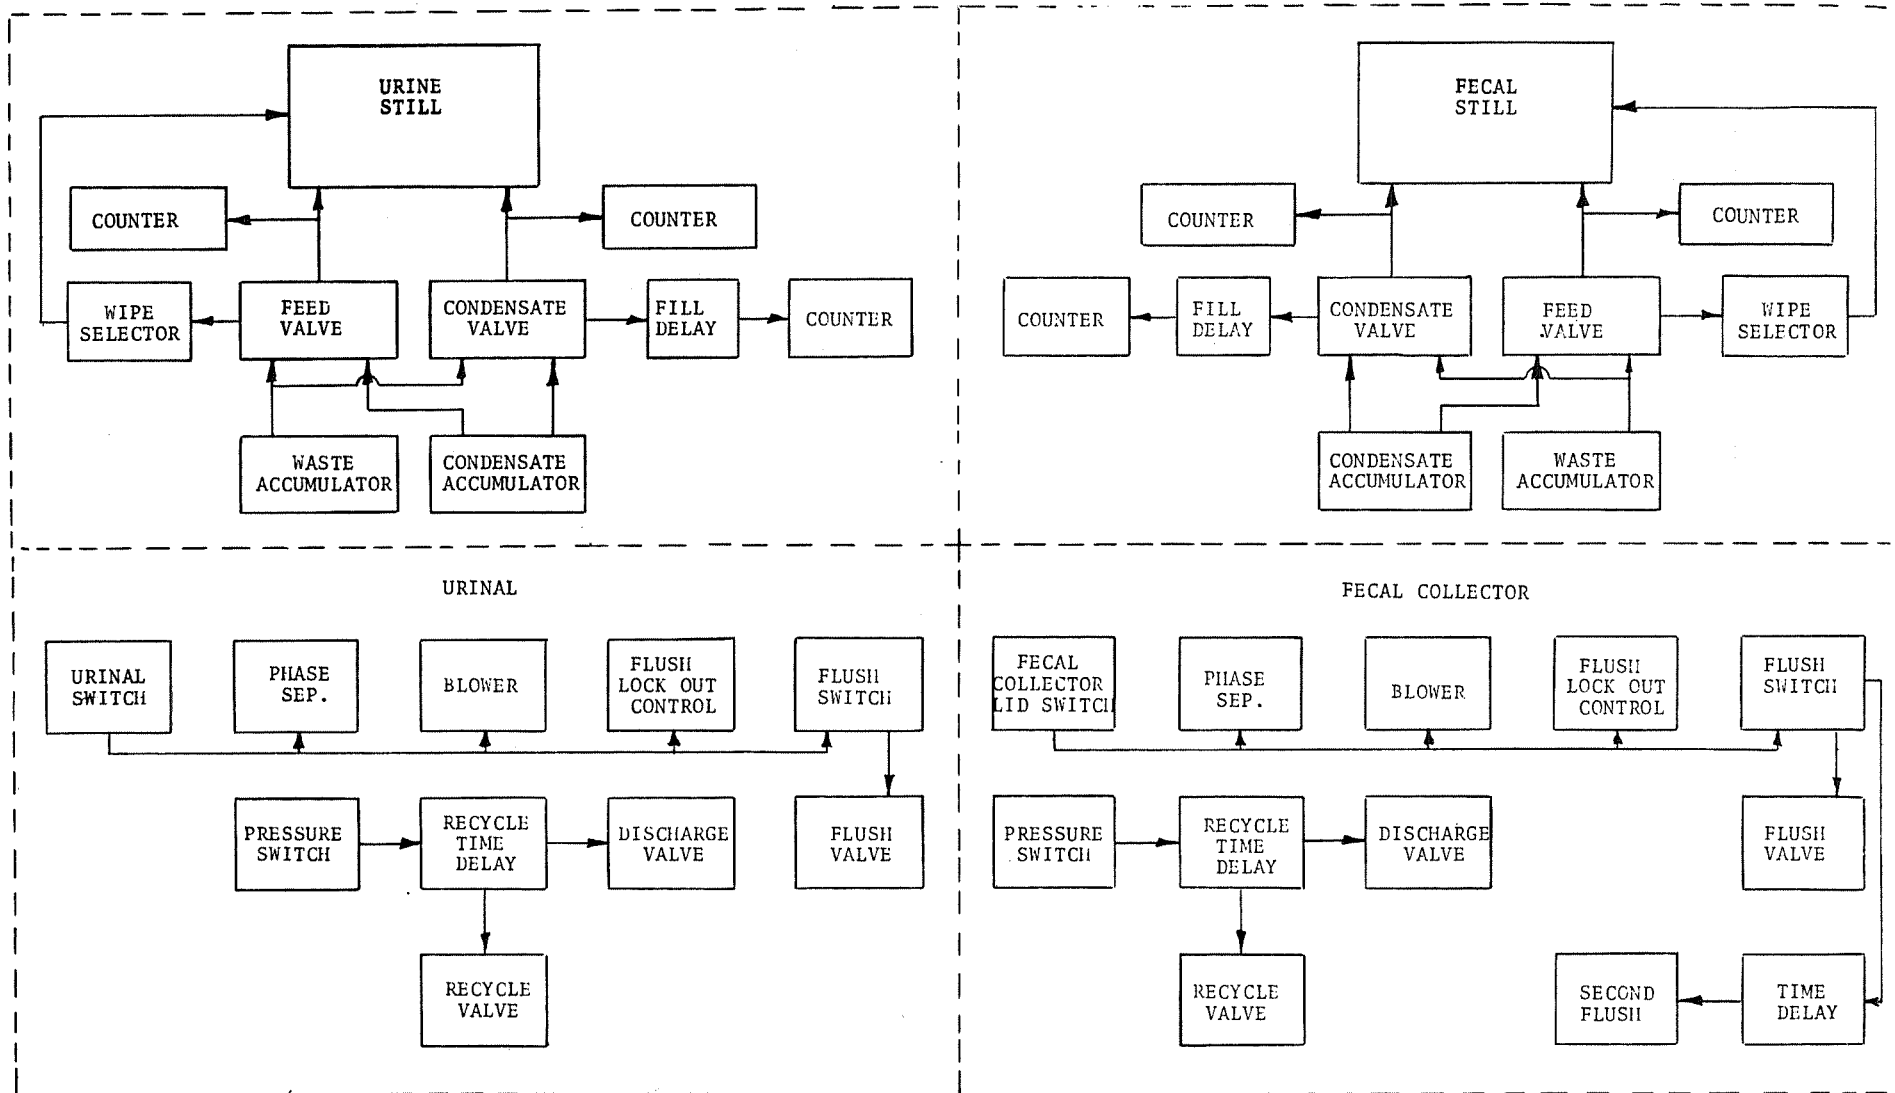 URINE
STILL
COUNTER
COUNTER
WIPE
SELECTOR
FEED
VALVE
CONDENSATE
VALVE
FILL
DELAY
COUNTER
WASTE
ACCUMULATOR
CONDENSATE
ACCUMULATOR
FECAL
STILL
COUNTER
COUNTER
COUNTER
FILL
DELAY
CONDENSATE
VALVE
FEED
VALVE
WIPE
SELECTOR
CONDENSATE
ACCUMULATOR
WASTE
ACCUMULATOR
URINAL
URINAL
SWITCH
PHASE
SEP.
BLOWER
FLUSH
LOCK OUT
CONTROL
FLUSH
SWITCH
PRESSURE
SWITCH
RECYCLE
TIME
DELAY
DISCHARGE
VALVE
FLUSH
VALVE
RECYCLE
VALVE
FECAL COLLECTOR
FECAL
COLLECTOR
LID SWITCH
PHASE
SEP.
BLOWER
FLUSH
LOCK OUT
CONTROL
FLUSH
SWITCH
PRESSURE
SWITCH
RECYCLE
TIME
DELAY
DISCHARGE
VALVE
FLUSH
VALVE
RECYCLE
VALVE
SECOND
FLUSH
TIME
DELAY